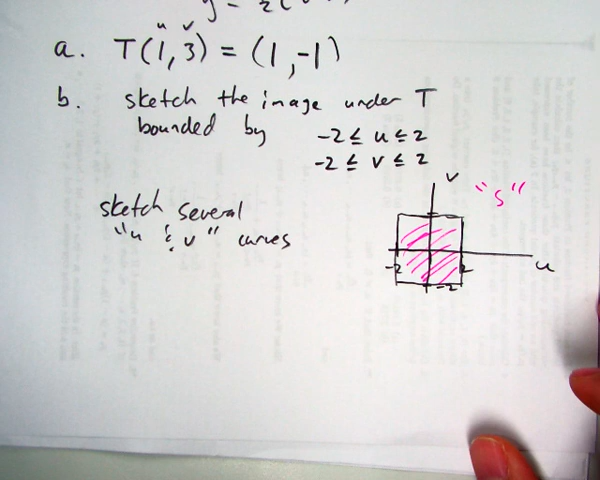 u v
a. T(1,3) = (1,-1)
b. sketch the image under T
bounded by -2 ≤ u ≤ 2
-2 ≤ v ≤ 2
sketch several
"u & v" curves
v
"S"
-2 2 u
-2